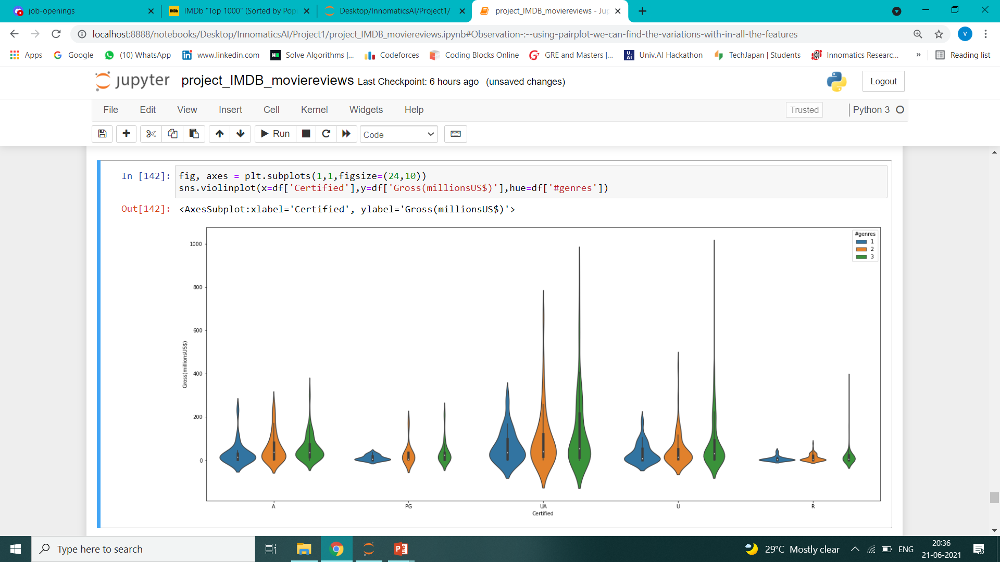 job-openings
IMDb "Top 1000" (Sorted by Pop
Desktop/InnomaticsAI/Project1/
project_IMDB_moviereviews - Jup
localhost:8888/notebooks/Desktop/InnomaticsAI/Project1/project_IMDB_moviereviews.ipynb#Observation-:--using-pairplot-we-can-find-the-variations-with-in-all-the-features
V
Apps
Google
(10) WhatsApp
www.linkedin.com
Solve Algorithms |...
Codeforces
Coding Blocks Online
GRE and Masters |...
Univ.AI Hackathon
TechJapan | Students
Innomatics Researc...
»
Reading list
jupyter project_IMDB_moviereviews Last Checkpoint: 6 hours ago (unsaved changes)
Logout
File Edit View Insert Cell Kernel Widgets Help
Trusted
Python 3
Run
Code
In [142]: fig, axes = plt.subplots(1,1,figsize=(24,10))
sns.violinplot(x=df['Certified'],y=df['Gross(millionsUS$)'],hue=df['#genres'])
Out[142]: <AxesSubplot:xlabel='Certified', ylabel='Gross(millionsUS$)'>
#genres
1
2
3
1000
800
600
400
200
0
Gross(millionsUS$)
A PG UA U R
Certified
Type here to search
29°C Mostly clear
ENG
20:36
21-06-2021